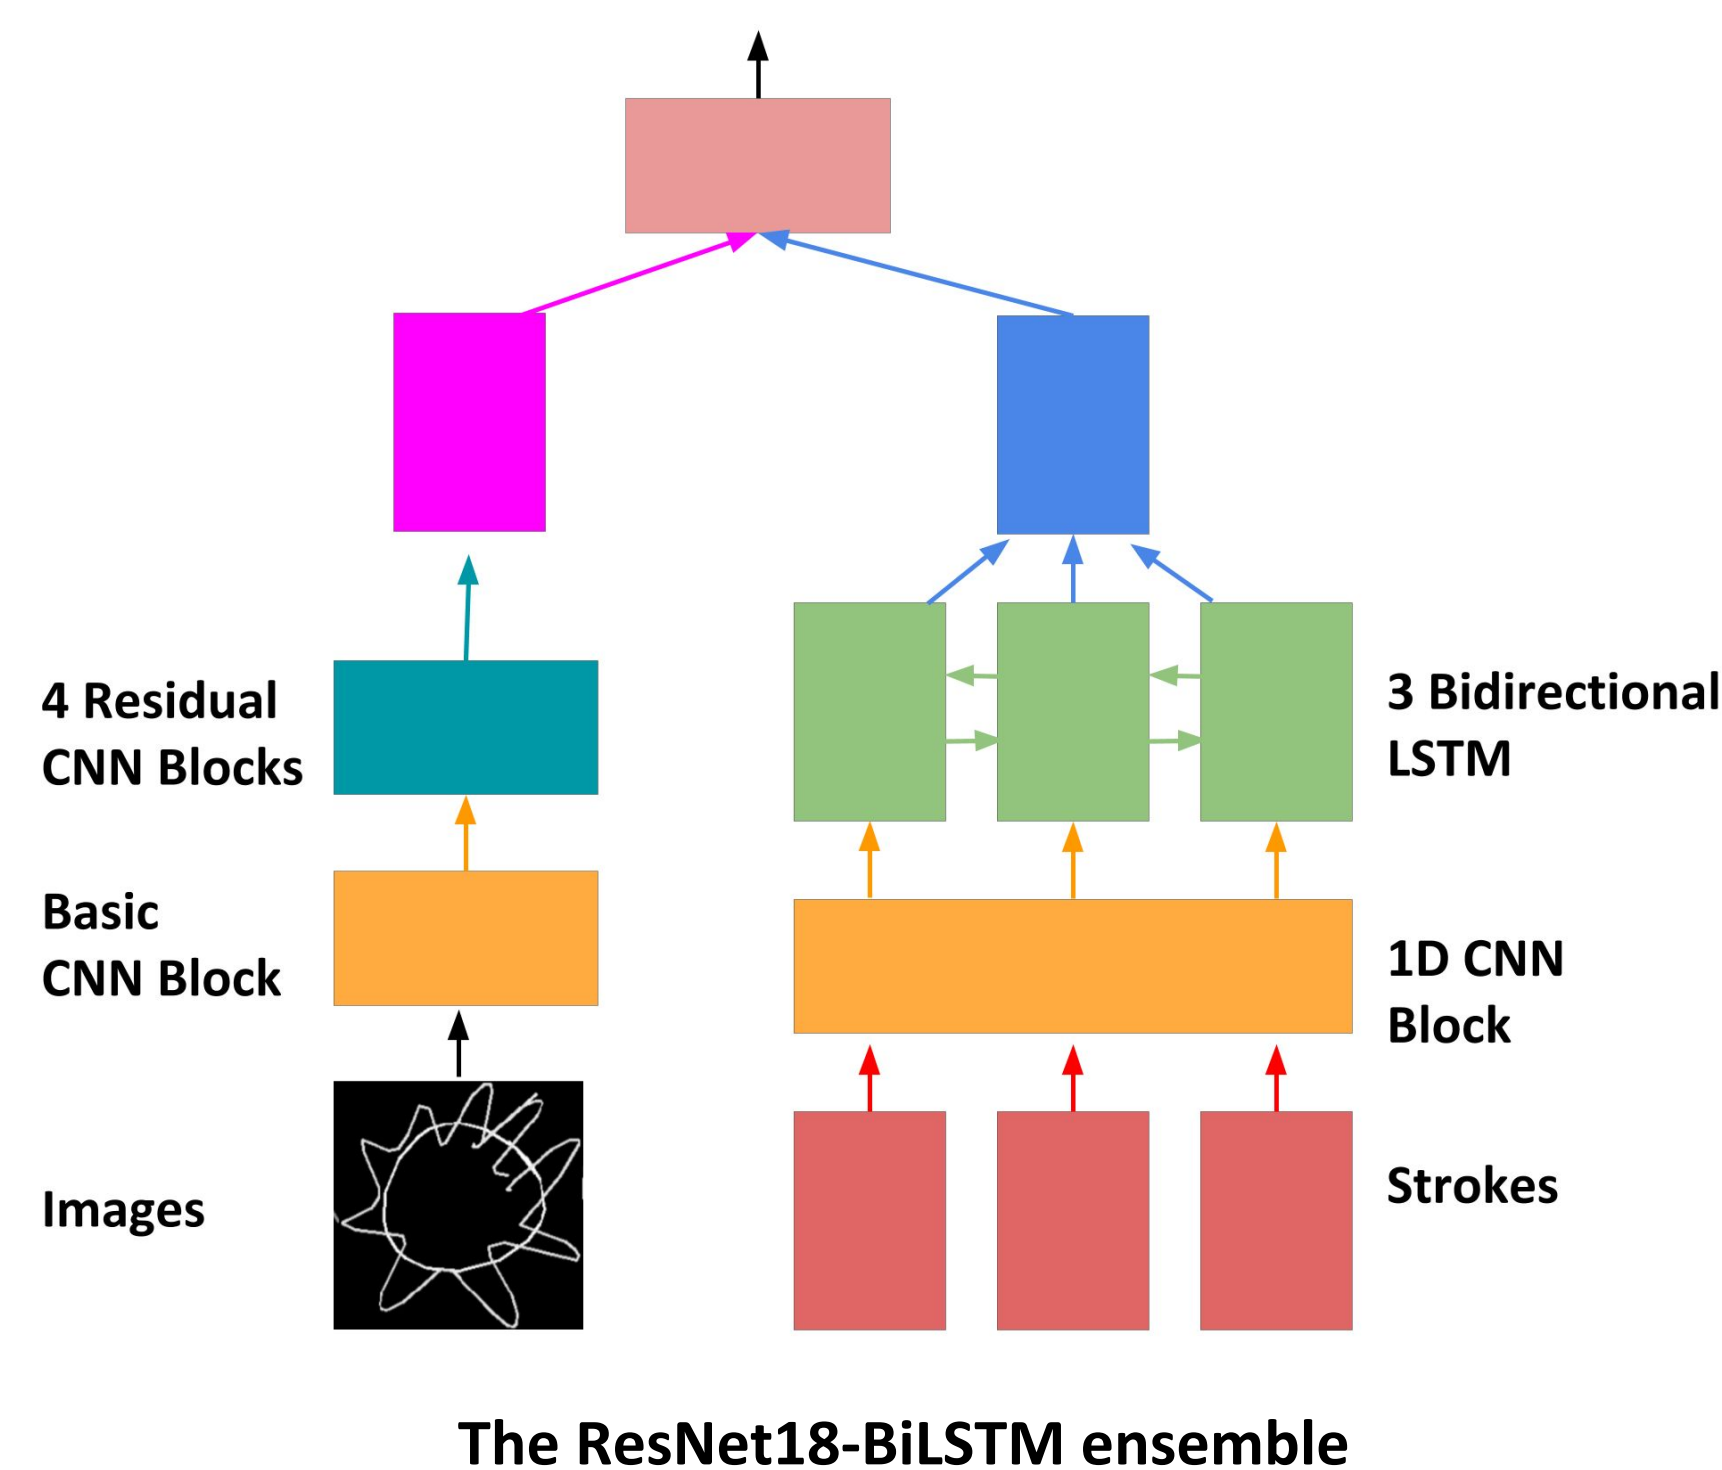 4 Residual
CNN Blocks
Basic
CNN Block
Images
3 Bidirectional
LSTM
1D CNN
Block
Strokes
The ResNet18-BiLSTM ensemble